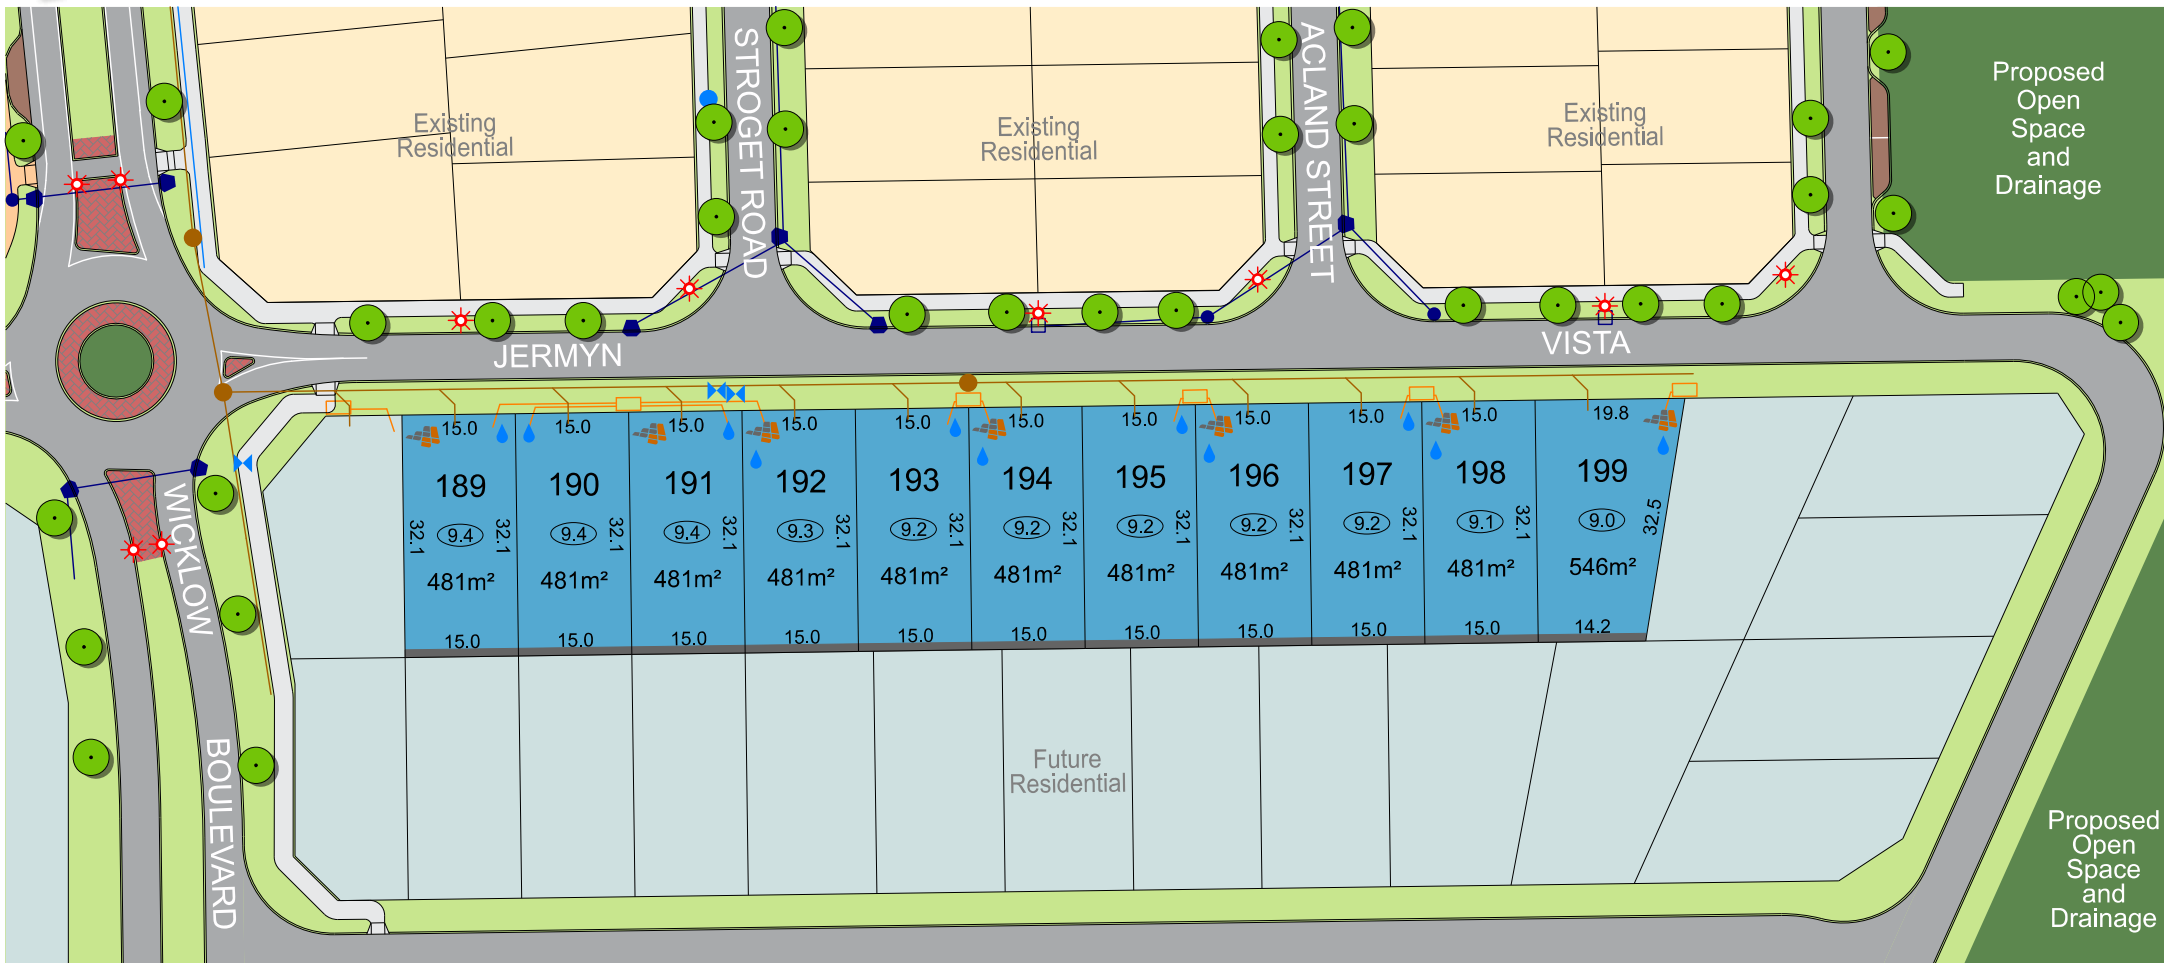 STROGET ROAD
ACLAND STREET
Existing
Residential
Existing
Residential
Existing
Residential
Proposed
Open
Space
and
Drainage
JERMYN
VISTA
WICKLOW
BOULEVARD
15.0
15.0
15.0
15.0
15.0
15.0
15.0
15.0
15.0
15.0
19.8
189
190
191
192
193
194
195
196
197
198
199
32.1
9.4
32.1
9.4
32.1
9.4
32.1
9.3
32.1
9.2
32.1
9.2
32.1
9.2
32.1
9.2
32.1
9.2
32.1
9.1
32.1
9.0
32.5
481m²
481m²
481m²
481m²
481m²
481m²
481m²
481m²
481m²
481m²
546m²
15.0
15.0
15.0
15.0
15.0
15.0
15.0
15.0
15.0
15.0
14.2
Future
Residential
Proposed
Open
Space
and
Drainage